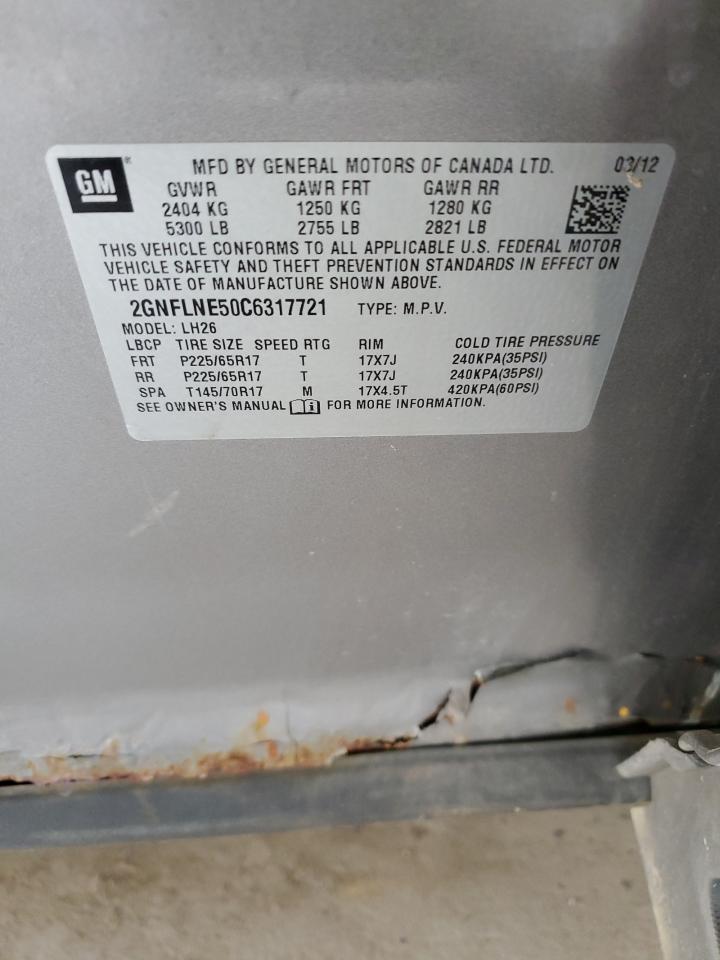 GM® MFD BY GENERAL MOTORS OF CANADA LTD. 03/12
GVWR GAWR FRT GAWR RR
2404 KG 1250 KG 1280 KG
5300 LB 2755 LB 2821 LB
THIS VEHICLE CONFORMS TO ALL APPLICABLE U.S. FEDERAL MOTOR
VEHICLE SAFETY AND THEFT PREVENTION STANDARDS IN EFFECT ON
THE DATE OF MANUFACTURE SHOWN ABOVE.
2GNFLNE50C6317721 TYPE: M.P.V.
MODEL: LH26
LBCP TIRE SIZE SPEED RTG RIM COLD TIRE PRESSURE
FRT P225/65R17 T 17X7J 240KPA(35PSI)
RR P225/65R17 T 17X7J 240KPA(35PSI)
SPA T145/70R17 M 17X4.5T 420KPA(60PSI)
SEE OWNER'S MANUAL i FOR MORE INFORMATION.